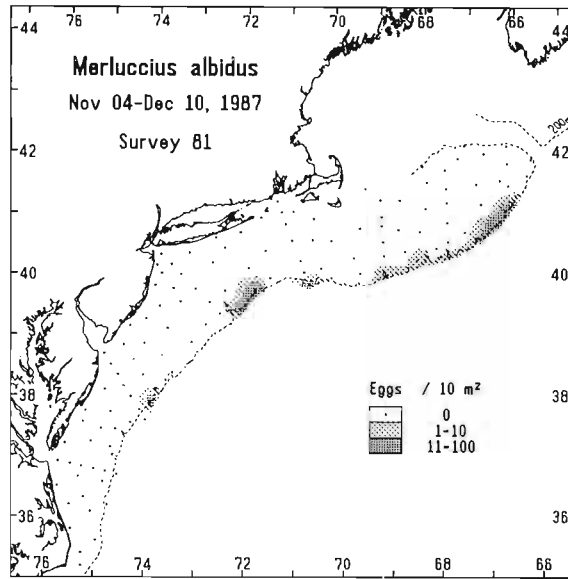 44 76 74 72 70 68 66 44
Merluccius albidus
Nov 04-Dec 10, 1987
Survey 81
200m
42 42
40 40
Eggs / 10 m²
0
1-10
11-100
38 38
36 36
76 74 72 70 68 66